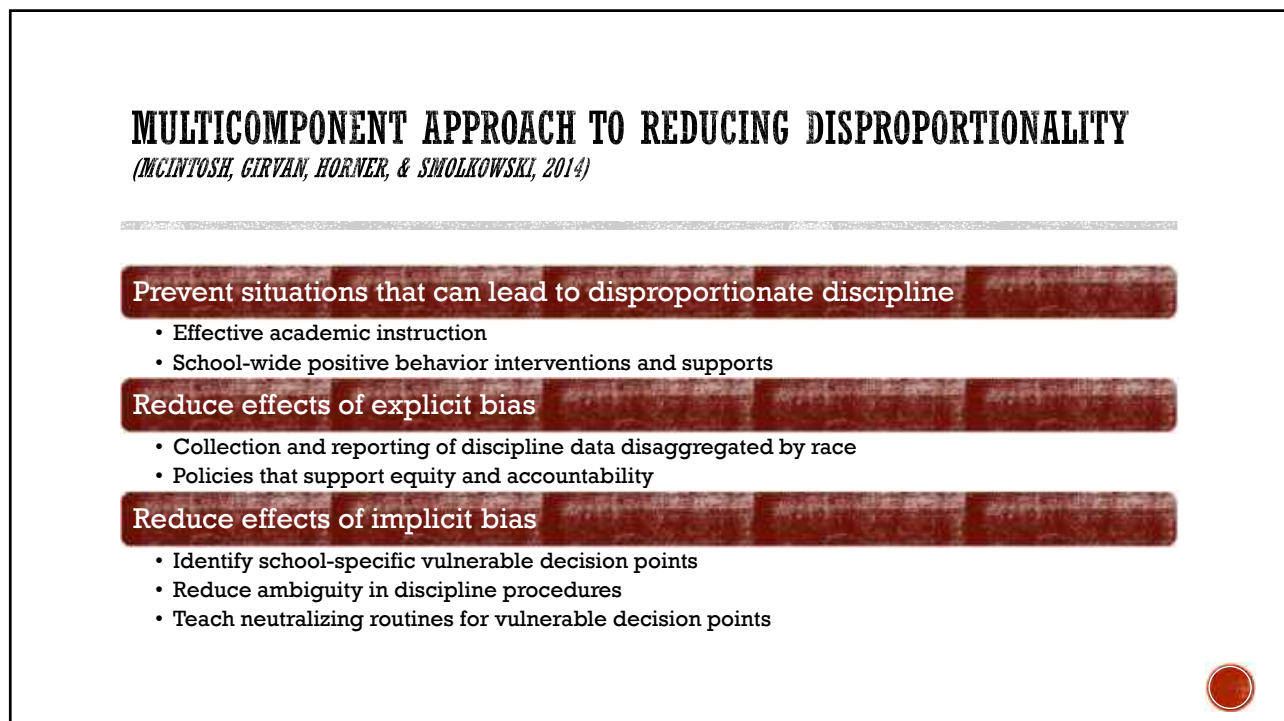 MULTICOMPONENT APPROACH TO REDUCING DISPROPORTIONALITY
(MCINTOSH, GIRVAN, HORNER, & SMOLKOWSKI, 2014)
Prevent situations that can lead to disproportionate discipline
• Effective academic instruction
• School-wide positive behavior interventions and supports
Reduce effects of explicit bias
• Collection and reporting of discipline data disaggregated by race
• Policies that support equity and accountability
Reduce effects of implicit bias
• Identify school-specific vulnerable decision points
• Reduce ambiguity in discipline procedures
• Teach neutralizing routines for vulnerable decision points